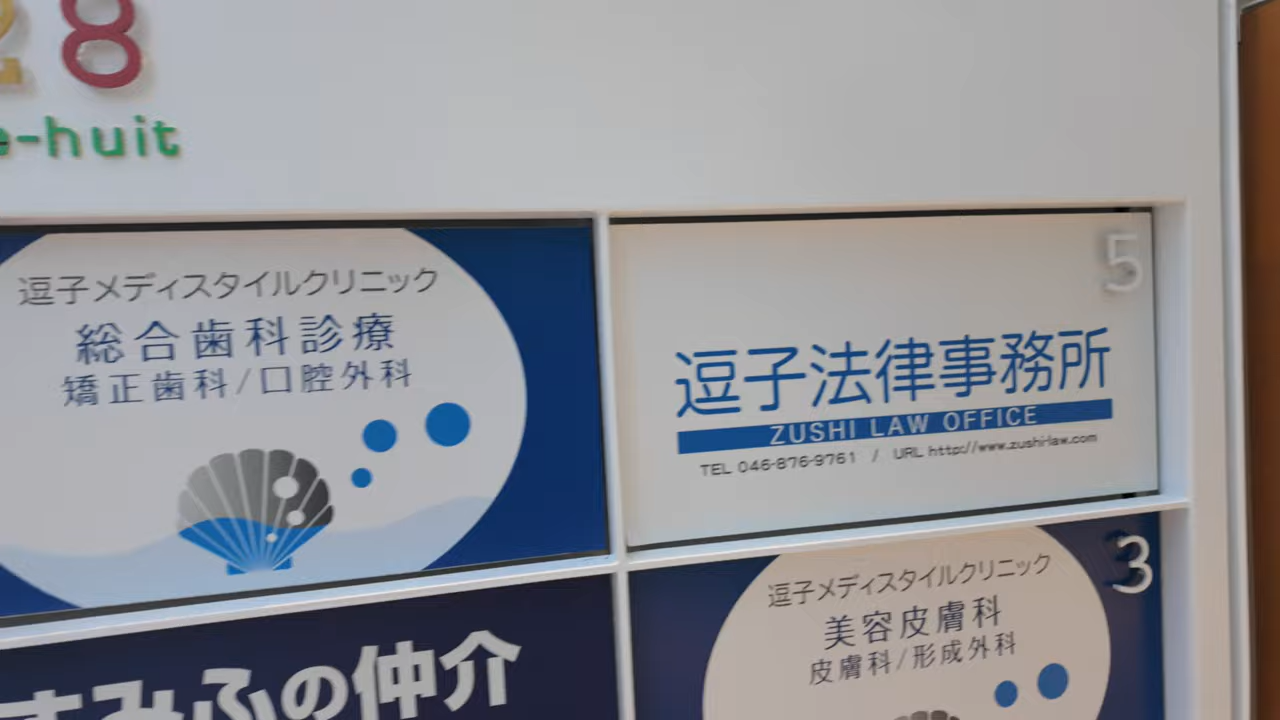 28
e-huit
逗子メディスタイルクリニック
総合歯科診療
矯正歯科/口腔外科
5
逗子法律事務所
ZUSHI LAW OFFICE
TEL 046-876-9761 / URL http://www.zushi-law.com
すみふの仲介
3
逗子メディスタイルクリニック
美容皮膚科
皮膚科/形成外科